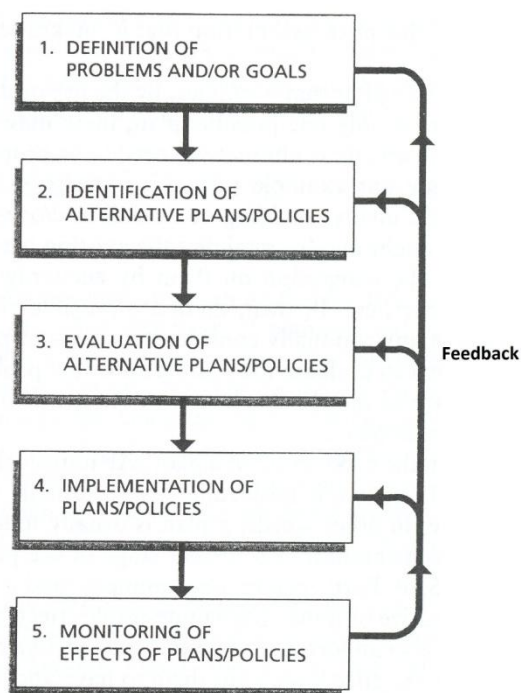 1. DEFINITION OF
PROBLEMS AND/OR GOALS
2. IDENTIFICATION OF
ALTERNATIVE PLANS/POLICIES
3. EVALUATION OF
ALTERNATIVE PLANS/POLICIES
Feedback
4. IMPLEMENTATION OF
PLANS/POLICIES
5. MONITORING OF
EFFECTS OF PLANS/POLICIES